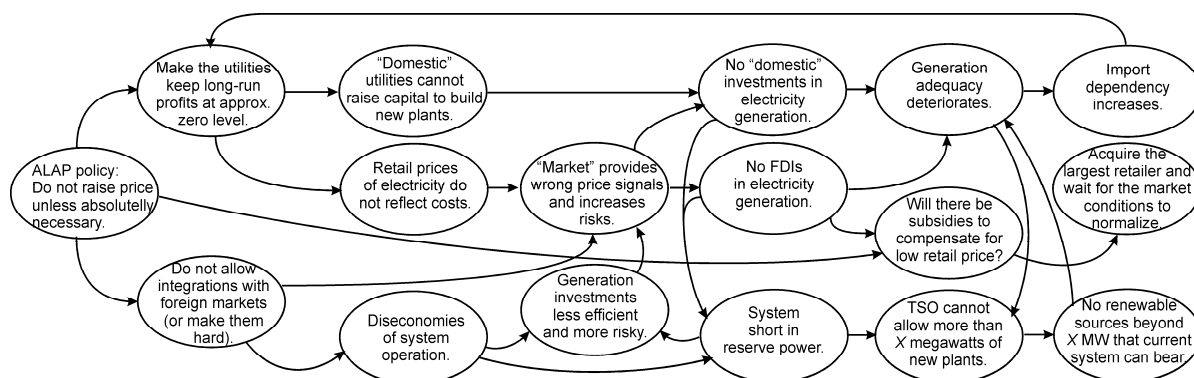 Make the utilities
keep long-run
profits at approx.
zero level.
“Domestic”
utilities cannot
raise capital to build
new plants.
No “domestic”
investments in
electricity
generation.
Generation
adequacy
deteriorates.
Import
dependency
increases.
ALAP policy:
Do not raise price
unless absolutelly
necessary.
Retail prices
of electricity do
not reflect costs.
“Market” provides
wrong price signals
and increases
risks.
No FDIs
in electricity
generation.
Will there be
subsidies to
compensate for
low retail price?
Acquire the
largest retailer and
wait for the market
conditions to
normalize.
Do not allow
integrations with
foreign markets
(or make them
hard).
Diseconomies
of system
operation.
Generation
investments
less efficient
and more risky.
System
short in
reserve power.
TSO cannot
allow more than
X megawatts of
new plants.
No renewable
sources beyond
X MW that current
system can bear.